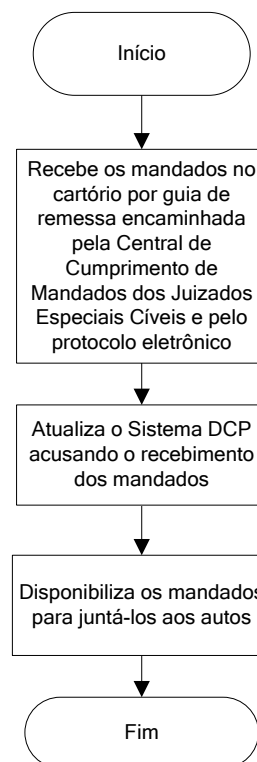 Início
Recebe os mandados no
cartório por guia de
remessa encaminhada
pela Central de
Cumprimento de
Mandados dos Juizados
Especiais Cíveis e pelo
protocolo eletrônico
Atualiza o Sistema DCP
acusando o recebimento
dos mandados
Disponibiliza os mandados
para juntá-los aos autos
Fim